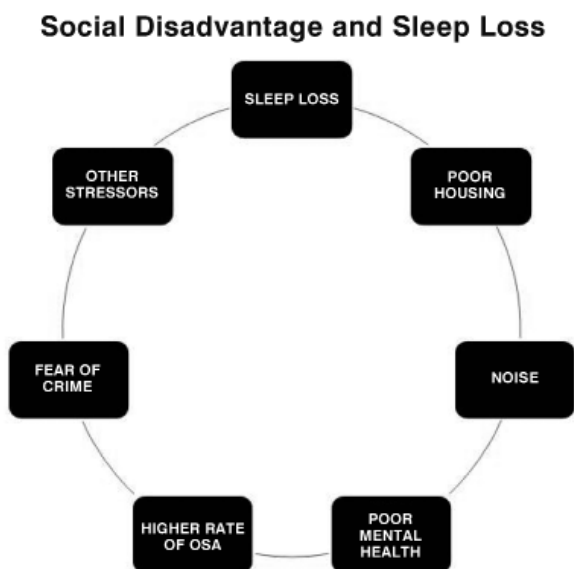 Social Disadvantage and Sleep Loss
SLEEP LOSS
POOR
HOUSING
NOISE
POOR
MENTAL
HEALTH
HIGHER RATE
OF OSA
FEAR OF
CRIME
OTHER
STRESSORS